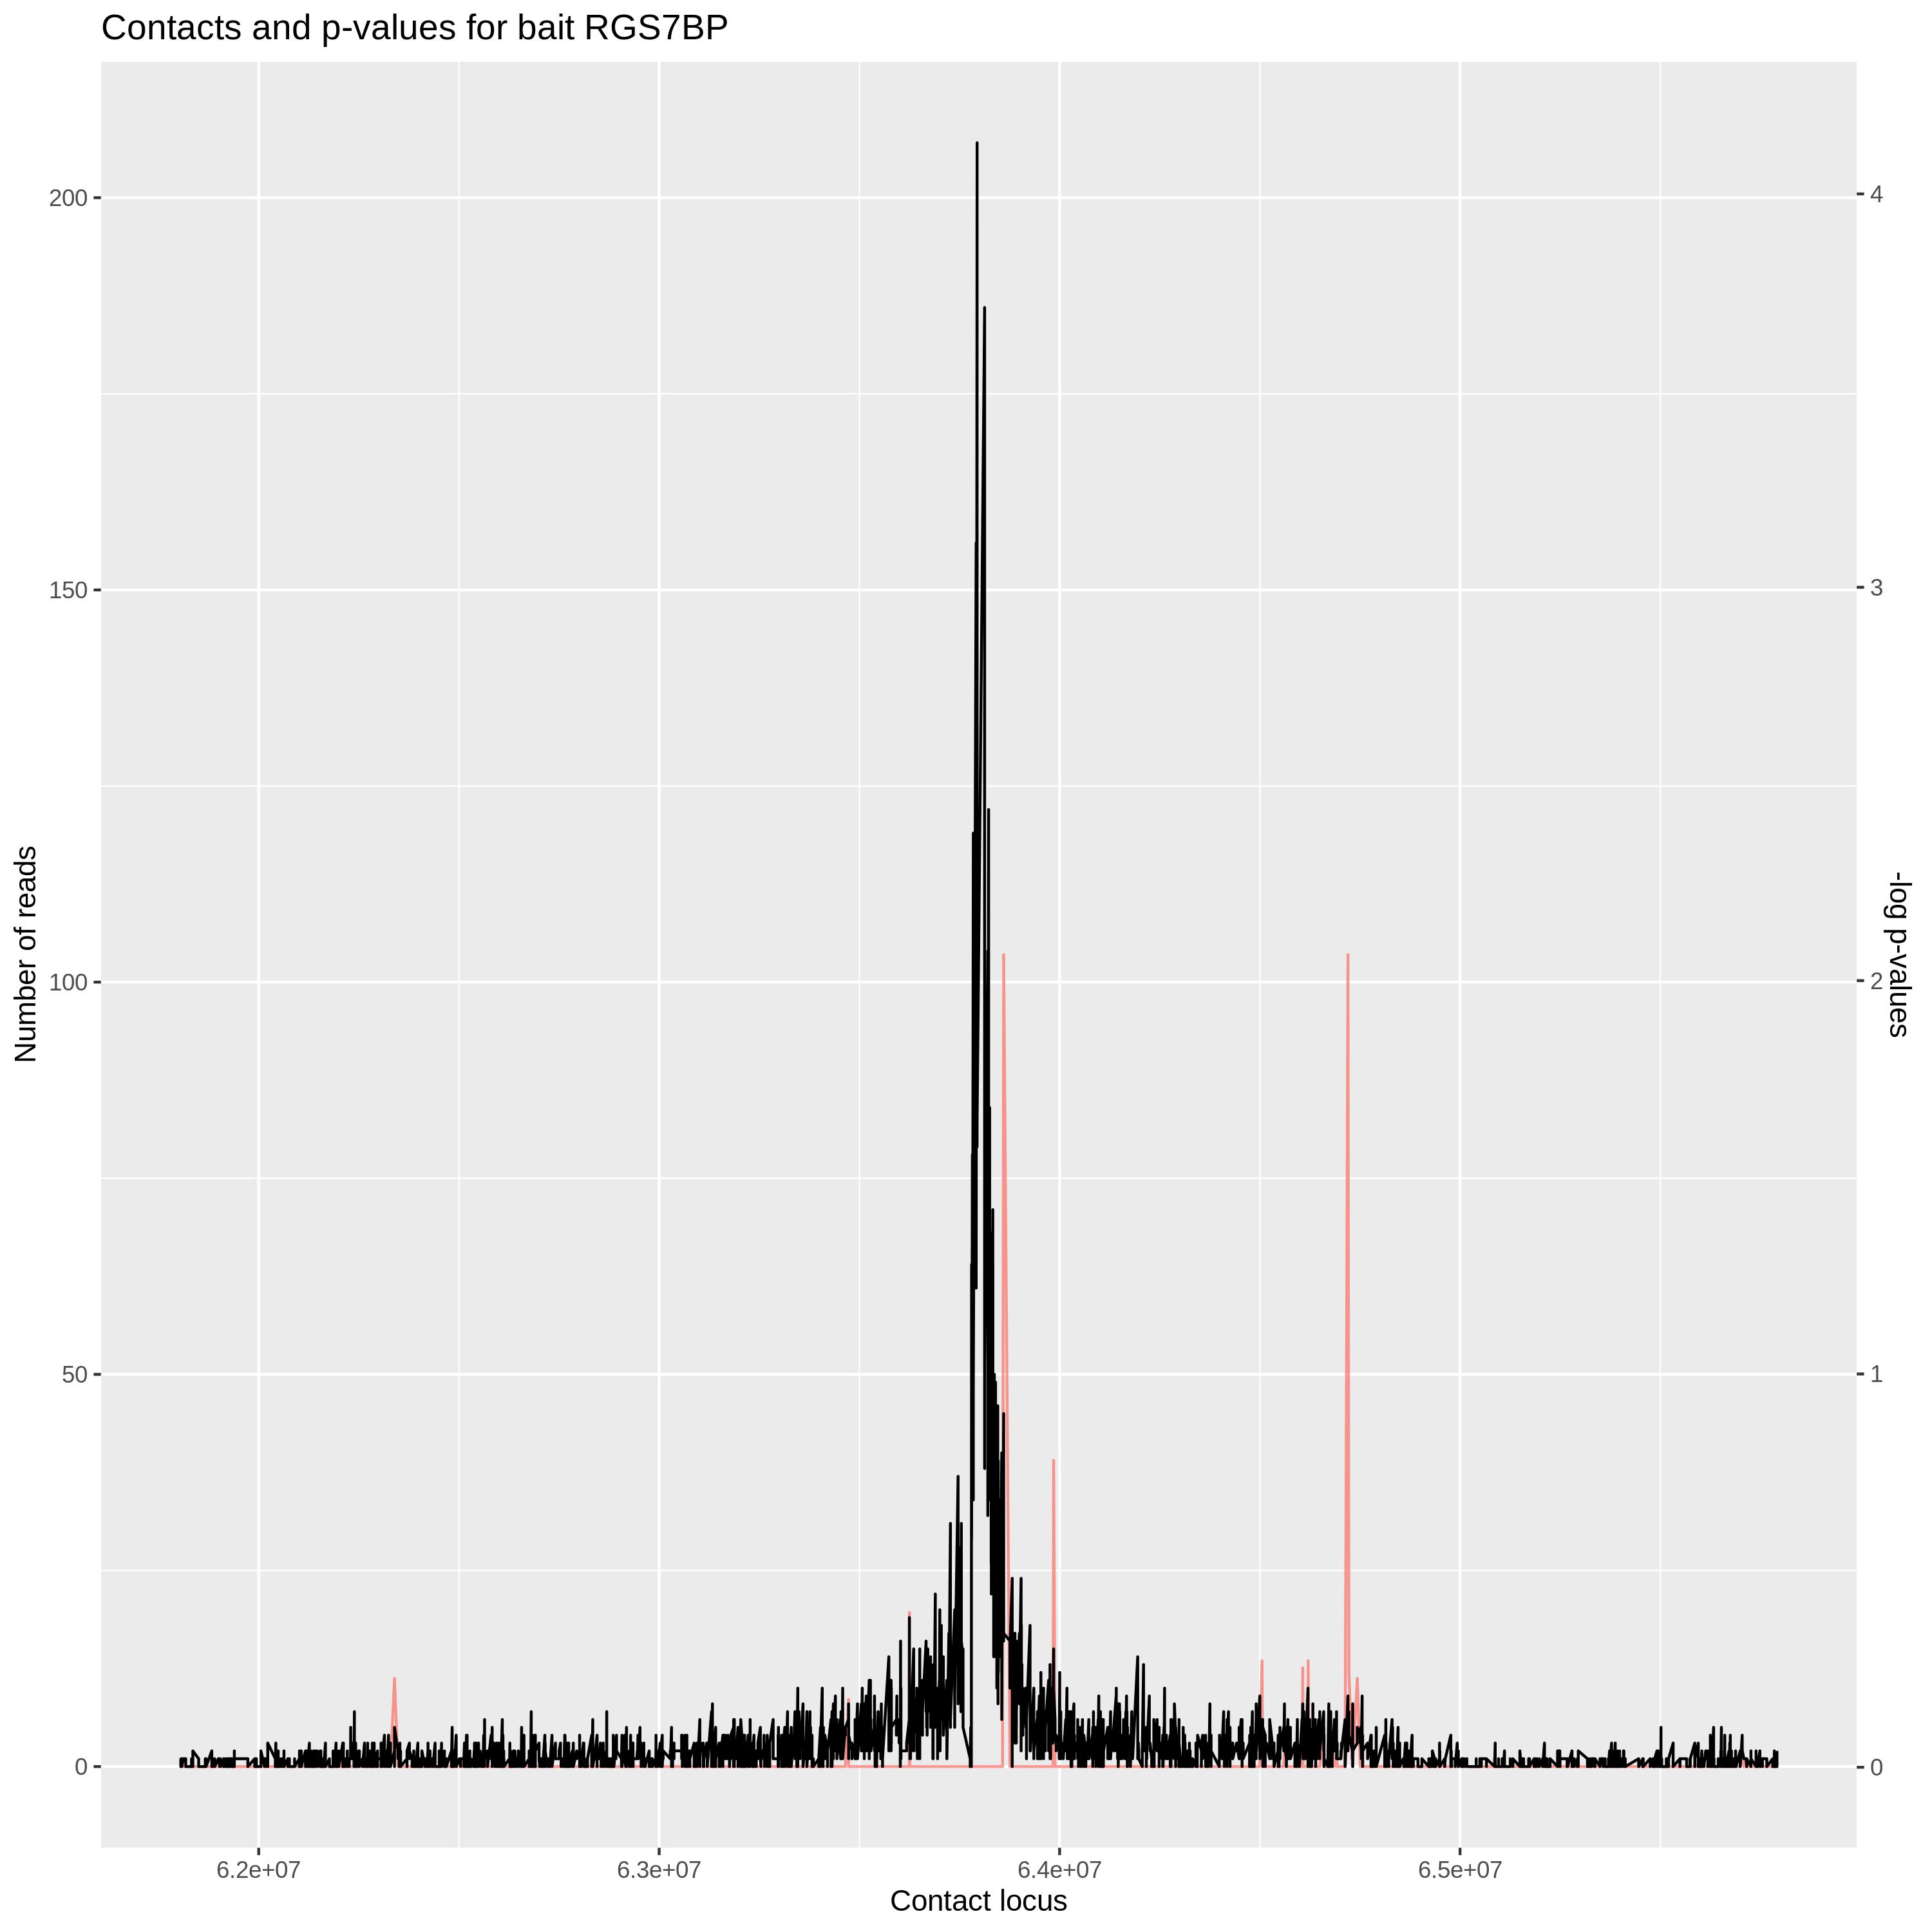 Contacts and p-values for bait RGS7BP
200
150
100
50
0
Number of reads
4
3
2
1
0
-log p-values
6.2e+07 6.3e+07 6.4e+07 6.5e+07
Contact locus